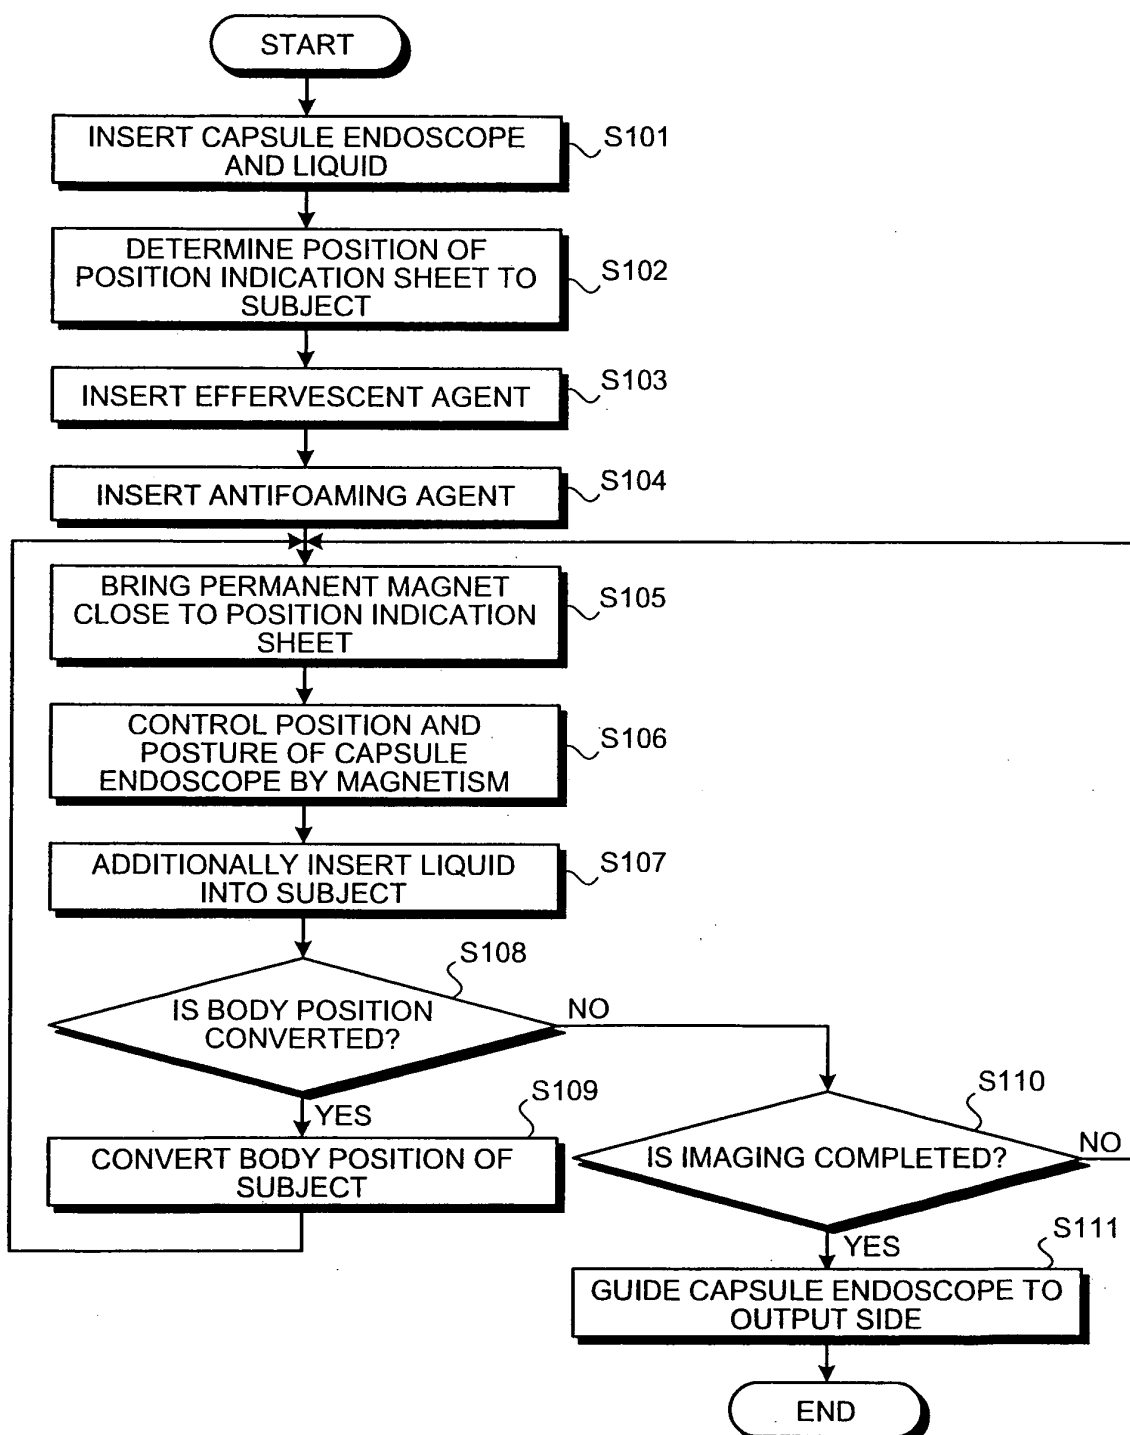 START
INSERT CAPSULE ENDOSCOPE
AND LIQUID
S101
DETERMINE POSITION OF
POSITION INDICATION SHEET TO
SUBJECT
S102
INSERT EFFERVESCENT AGENT
S103
INSERT ANTIFOAMING AGENT
S104
BRING PERMANENT MAGNET
CLOSE TO POSITION INDICATION
SHEET
S105
CONTROL POSITION AND
POSTURE OF CAPSULE
ENDOSCOPE BY MAGNETISM
S106
ADDITIONALLY INSERT LIQUID
INTO SUBJECT
S107
S108
IS BODY POSITION
CONVERTED?
NO
YES
S109
CONVERT BODY POSITION OF
SUBJECT
S110
IS IMAGING COMPLETED?
NO
YES
S111
GUIDE CAPSULE ENDOSCOPE TO
OUTPUT SIDE
END